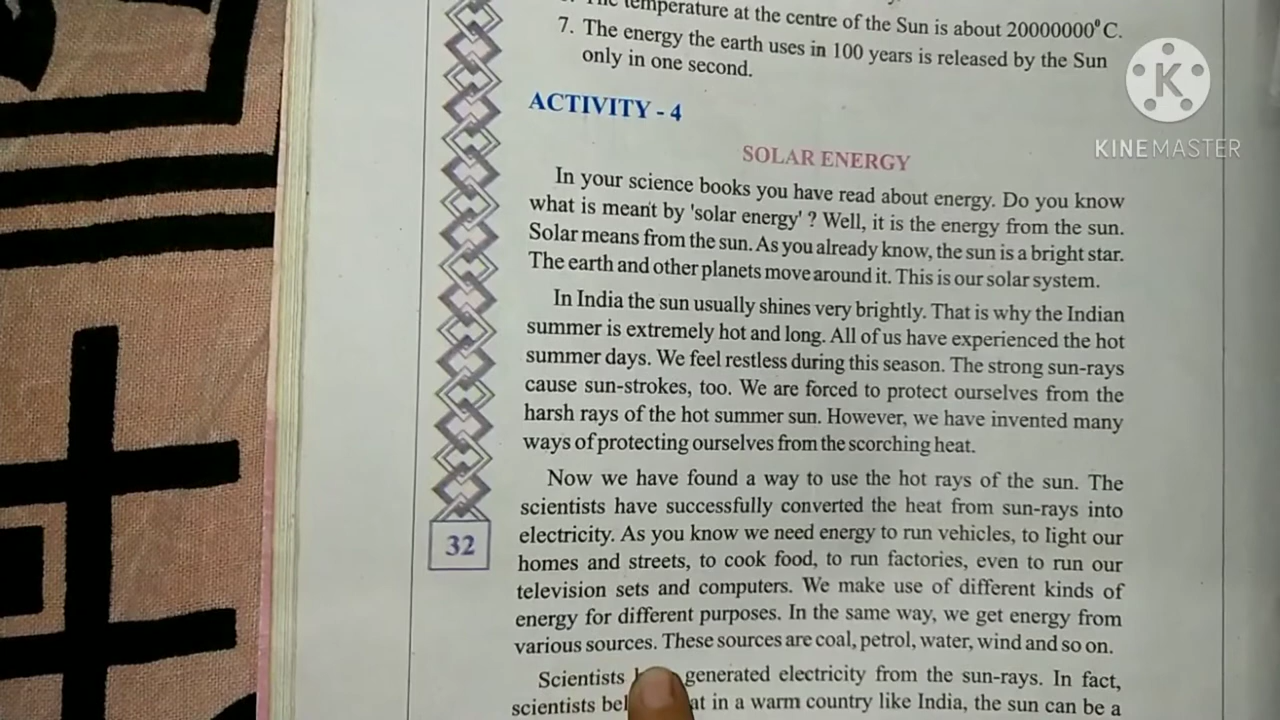 The temperature at the centre of the Sun is about 20000000⁰C.
7. The energy the earth uses in 100 years is released by the Sun
only in one second.
K
KINEMASTER
ACTIVITY - 4
SOLAR ENERGY
In your science books you have read about energy. Do you know
what is meant by 'solar energy' ? Well, it is the energy from the sun.
Solar means from the sun. As you already know, the sun is a bright star.
The earth and other planets move around it. This is our solar system.
In India the sun usually shines very brightly. That is why the Indian
summer is extremely hot and long. All of us have experienced the hot
summer days. We feel restless during this season. The strong sun-rays
cause sun-strokes, too. We are forced to protect ourselves from the
harsh rays of the hot summer sun. However, we have invented many
ways of protecting ourselves from the scorching heat.
Now we have found a way to use the hot rays of the sun. The
scientists have successfully converted the heat from sun-rays into
electricity. As you know we need energy to run vehicles, to light our
homes and streets, to cook food, to run factories, even to run our
television sets and computers. We make use of different kinds of
energy for different purposes. In the same way, we get energy from
various sources. These sources are coal, petrol, water, wind and so on.
32
Scientists generated electricity from the sun-rays. In fact,
scientists in a warm country like India, the sun can be a